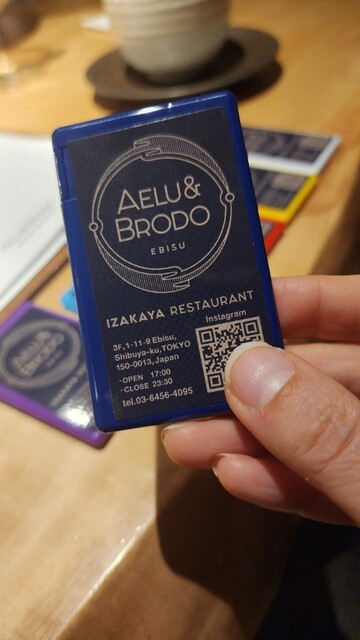 AELU &
BRODO
EBISU
IZAKAYA RESTAURANT
Instagram
3F,1-11-9 Ebisu,
Shibuya-ku,TOKYO
150-0013,Japan
-OPEN 17:00
-CLOSE 23:30
tel.03-6456-4095